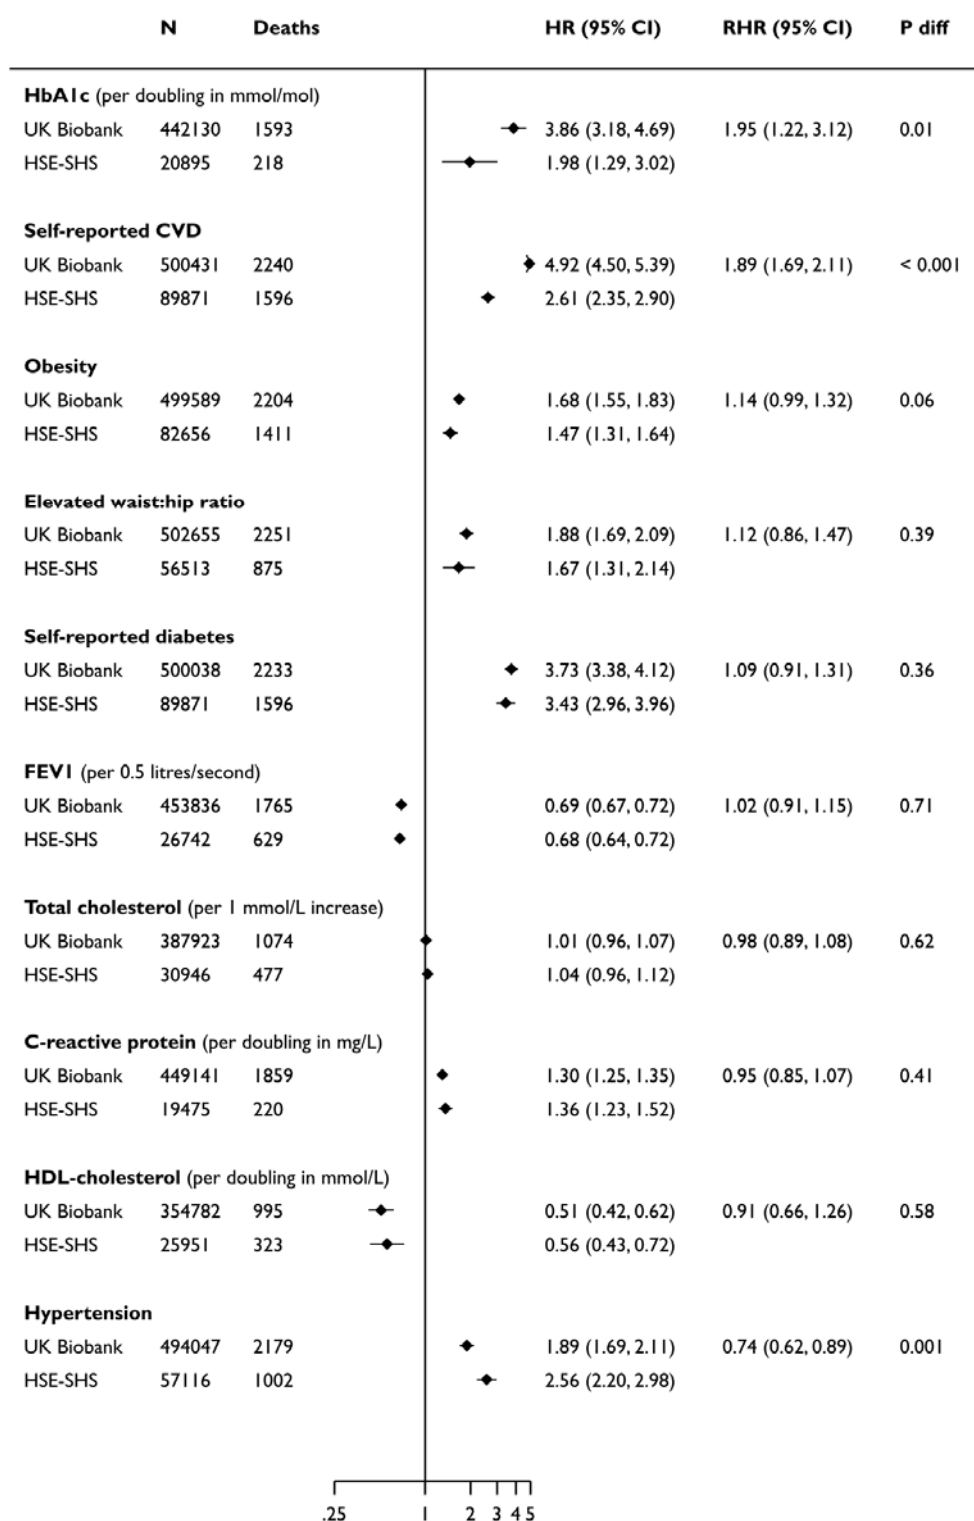 N Deaths HR (95% CI) RHR (95% CI) P diff
HbA1c (per doubling in mmol/mol)
UK Biobank 442130 1593 3.86 (3.18, 4.69) 1.95 (1.22, 3.12) 0.01
HSE-SHS 20895 218 1.98 (1.29, 3.02)
Self-reported CVD
UK Biobank 500431 2240 4.92 (4.50, 5.39) 1.89 (1.69, 2.11) < 0.001
HSE-SHS 89871 1596 2.61 (2.35, 2.90)
Obesity
UK Biobank 499589 2204 1.68 (1.55, 1.83) 1.14 (0.99, 1.32) 0.06
HSE-SHS 82656 1411 1.47 (1.31, 1.64)
Elevated waist:hip ratio
UK Biobank 502655 2251 1.88 (1.69, 2.09) 1.12 (0.86, 1.47) 0.39
HSE-SHS 56513 875 1.67 (1.31, 2.14)
Self-reported diabetes
UK Biobank 500038 2233 3.73 (3.38, 4.12) 1.09 (0.91, 1.31) 0.36
HSE-SHS 89871 1596 3.43 (2.96, 3.96)
FEV1 (per 0.5 litres/second)
UK Biobank 453836 1765 0.69 (0.67, 0.72) 1.02 (0.91, 1.15) 0.71
HSE-SHS 26742 629 0.68 (0.64, 0.72)
Total cholesterol (per 1 mmol/L increase)
UK Biobank 387923 1074 1.01 (0.96, 1.07) 0.98 (0.89, 1.08) 0.62
HSE-SHS 30946 477 1.04 (0.96, 1.12)
C-reactive protein (per doubling in mg/L)
UK Biobank 449141 1859 1.30 (1.25, 1.35) 0.95 (0.85, 1.07) 0.41
HSE-SHS 19475 220 1.36 (1.23, 1.52)
HDL-cholesterol (per doubling in mmol/L)
UK Biobank 354782 995 0.51 (0.42, 0.62) 0.91 (0.66, 1.26) 0.58
HSE-SHS 25951 323 0.56 (0.43, 0.72)
Hypertension
UK Biobank 494047 2179 1.89 (1.69, 2.11) 0.74 (0.62, 0.89) 0.001
HSE-SHS 57116 1002 2.56 (2.20, 2.98)
.25 1 2 3 4 5